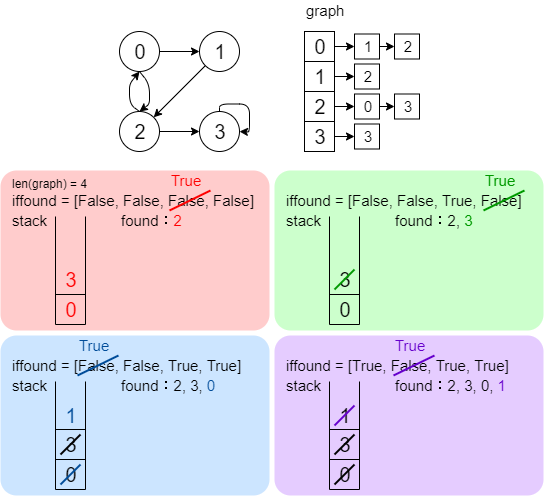 graph
0 1
2 3
0 1 2
1 2
2 0 3
3 3
len(graph) = 4
True
iffound = [False, False, False, False]
stack found：2
3
0
True
iffound = [False, False, True, False]
stack found：2, 3
3
0
True
iffound = [False, False, True, True]
stack found：2, 3, 0
1
3
0
True
iffound = [True, False, True, True]
stack found：2, 3, 0, 1
1
3
0